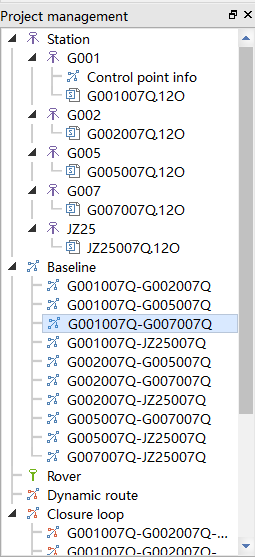 Project management
Station
G001
Control point info
G001007Q.12O
G002
G002007Q.12O
G005
G005007Q.12O
G007
G007007Q.12O
JZ25
JZ25007Q.12O
Baseline
G001007Q-G002007Q
G001007Q-G005007Q
G001007Q-G007007Q
G001007Q-JZ25007Q
G002007Q-G005007Q
G002007Q-G007007Q
G002007Q-JZ25007Q
G005007Q-G007007Q
G005007Q-JZ25007Q
G007007Q-JZ25007Q
Rover
Dynamic route
Closure loop
G001007Q-G002007Q-...
G001007Q-G002007Q-